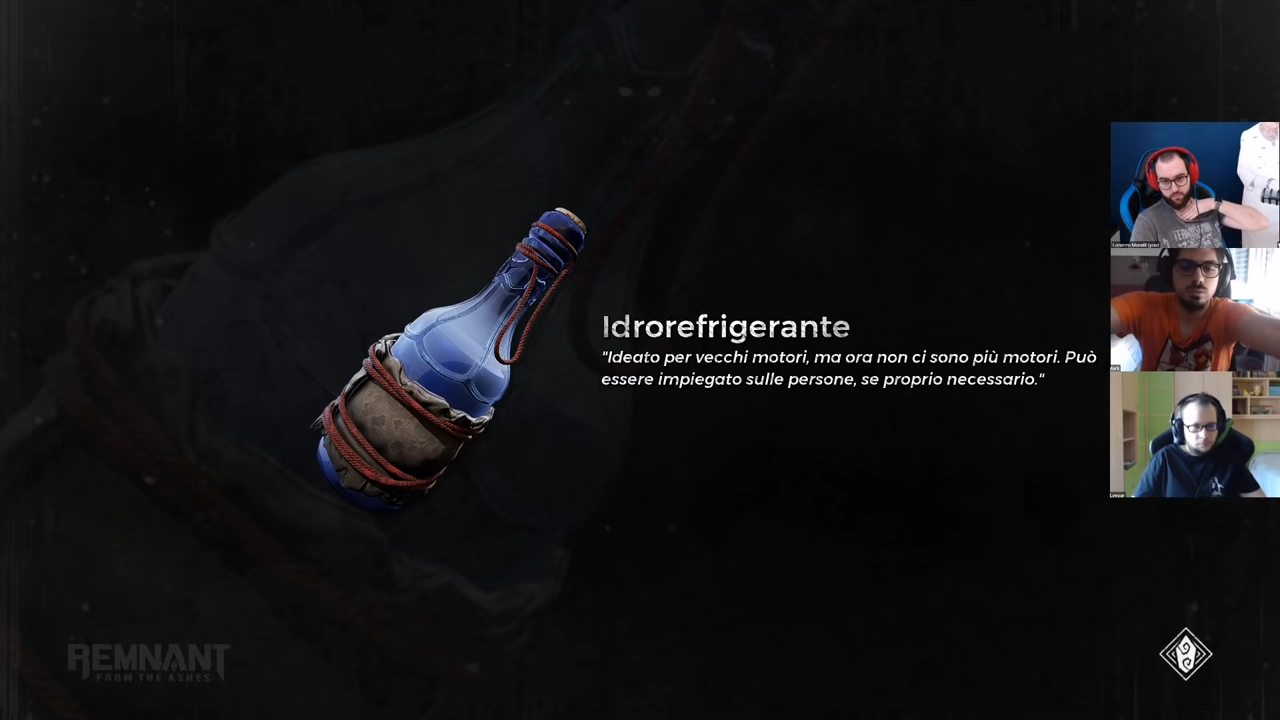 Idrorefrigerante
"Ideato per vecchi motori, ma ora non ci sono più motori. Può
essere impiegato sulle persone, se proprio necessario."
REMNANT
FROM THE ASHES